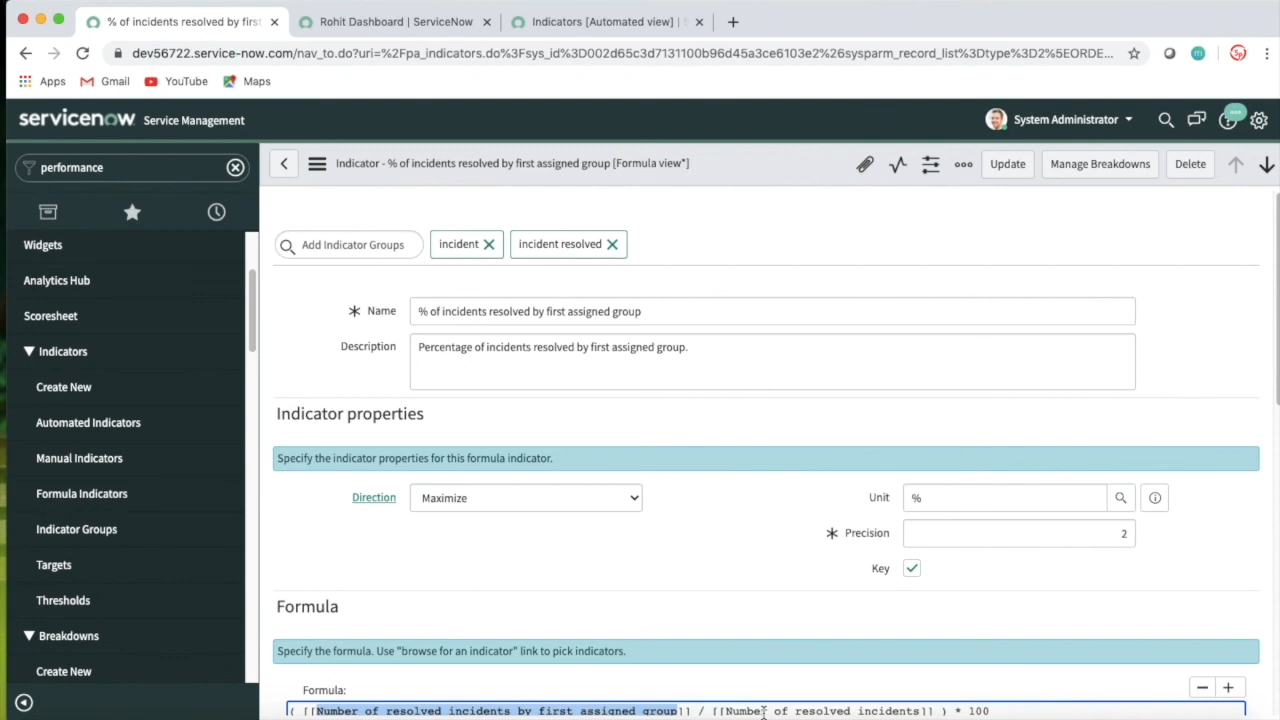 % of incidents resolved by first
Rohit Dashboard | ServiceNow
Indicators [Automated view] | S
dev56722.service-now.com/nav_to.do?uri=%2Fpa_indicators.do%3Fsys_id%3D002d65c3d7131100b96d45a3ce6103e2%26sysparm_record_list%3Dtype%3D2%5EORDE...
Apps
Gmail
YouTube
Maps
servicenow Service Management
System Administrator
performance
Indicator - % of incidents resolved by first assigned group [Formula view*]
Update
Manage Breakdowns
Delete
Widgets
Analytics Hub
Scoresheet
Indicators
Create New
Automated Indicators
Manual Indicators
Formula Indicators
Indicator Groups
Targets
Thresholds
Breakdowns
Create New
Add Indicator Groups
incident
incident resolved
Name
% of incidents resolved by first assigned group
Description
Percentage of incidents resolved by first assigned group.
Indicator properties
Specify the indicator properties for this formula indicator.
Direction
Maximize
Unit
%
Precision
2
Key
Formula
Specify the formula. Use "browse for an indicator" link to pick indicators.
Formula:
( [[Number of resolved incidents by first assigned group]] / [[Number of resolved incidents]] ) * 100